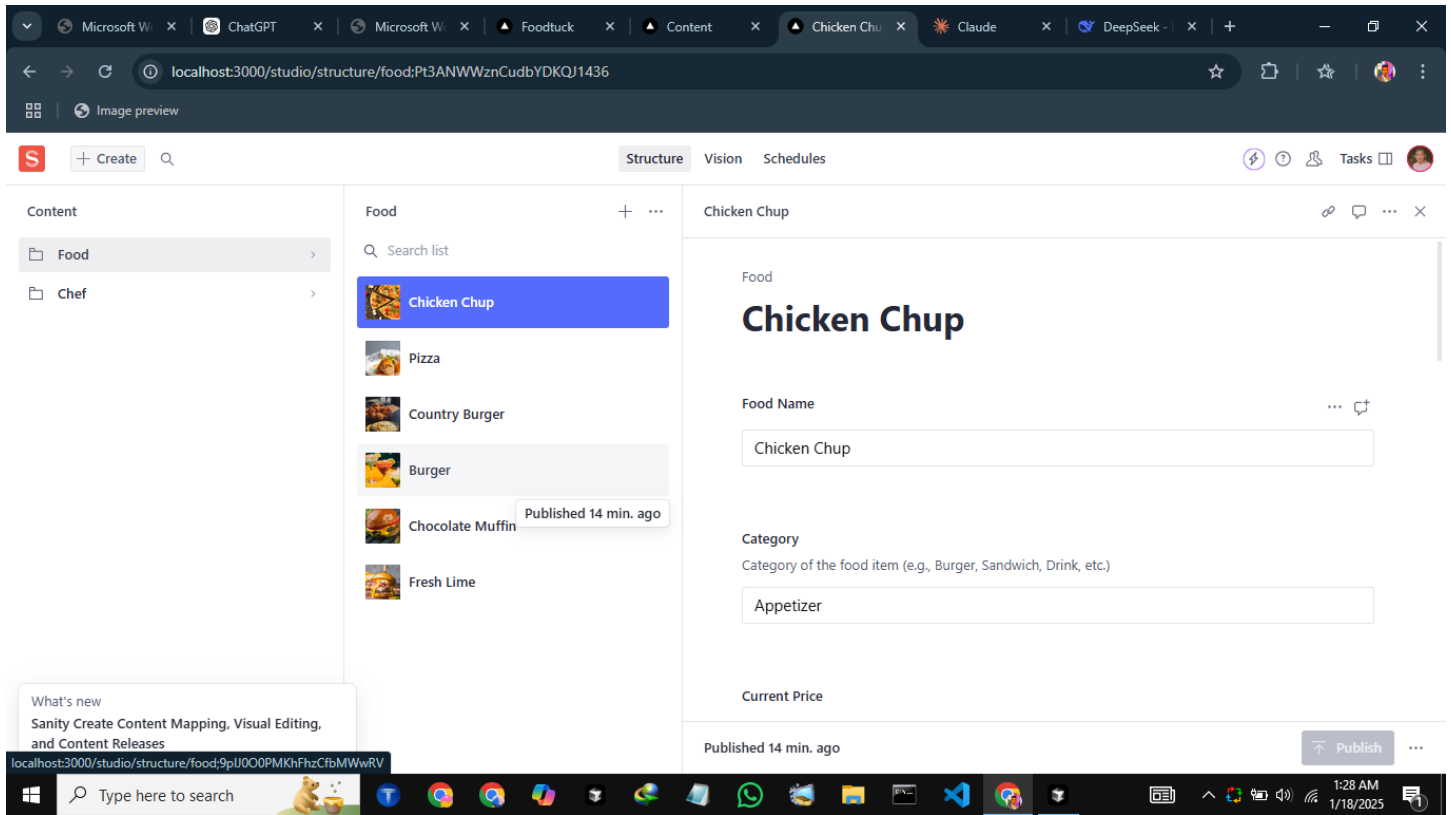 Microsoft W
ChatGPT
Microsoft W
Foodtuck
Content
Chicken Chu
Claude
DeepSeek -
localhost:3000/studio/structure/food;Pt3ANWWznCudbYDKQJ1436
Image preview
S
Create
Structure
Vision
Schedules
Tasks
Content
Food
Chef
Food
Search list
Chicken Chup
Pizza
Country Burger
Burger
Published 14 min. ago
Chocolate Muffin
Fresh Lime
Chicken Chup
Food
Chicken Chup
Food Name
Chicken Chup
Category
Category of the food item (e.g., Burger, Sandwich, Drink, etc.)
Appetizer
Current Price
Published 14 min. ago
Publish
What's new
Sanity Create Content Mapping, Visual Editing,
and Content Releases
localhost:3000/studio/structure/food;9pIJ0O0PMKhFhzCfbMWwRV
Type here to search
1:28 AM
1/18/2025
1